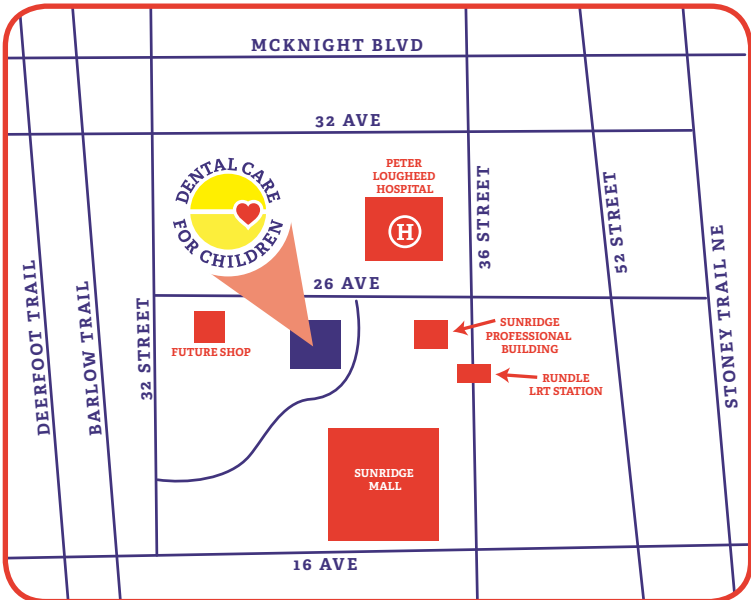 MCKNIGHT BLVD
32 AVE
DENTAL CARE
FOR CHILDREN
PETER
LOUGHEED
HOSPITAL
H
36 STREET
52 STREET
STONEY TRAIL NE
DEERFOOT TRAIL
BARLOW TRAIL
32 STREET
26 AVE
FUTURE SHOP
SUNRIDGE
PROFESSIONAL
BUILDING
RUNDLE
LRT STATION
SUNRIDGE
MALL
16 AVE